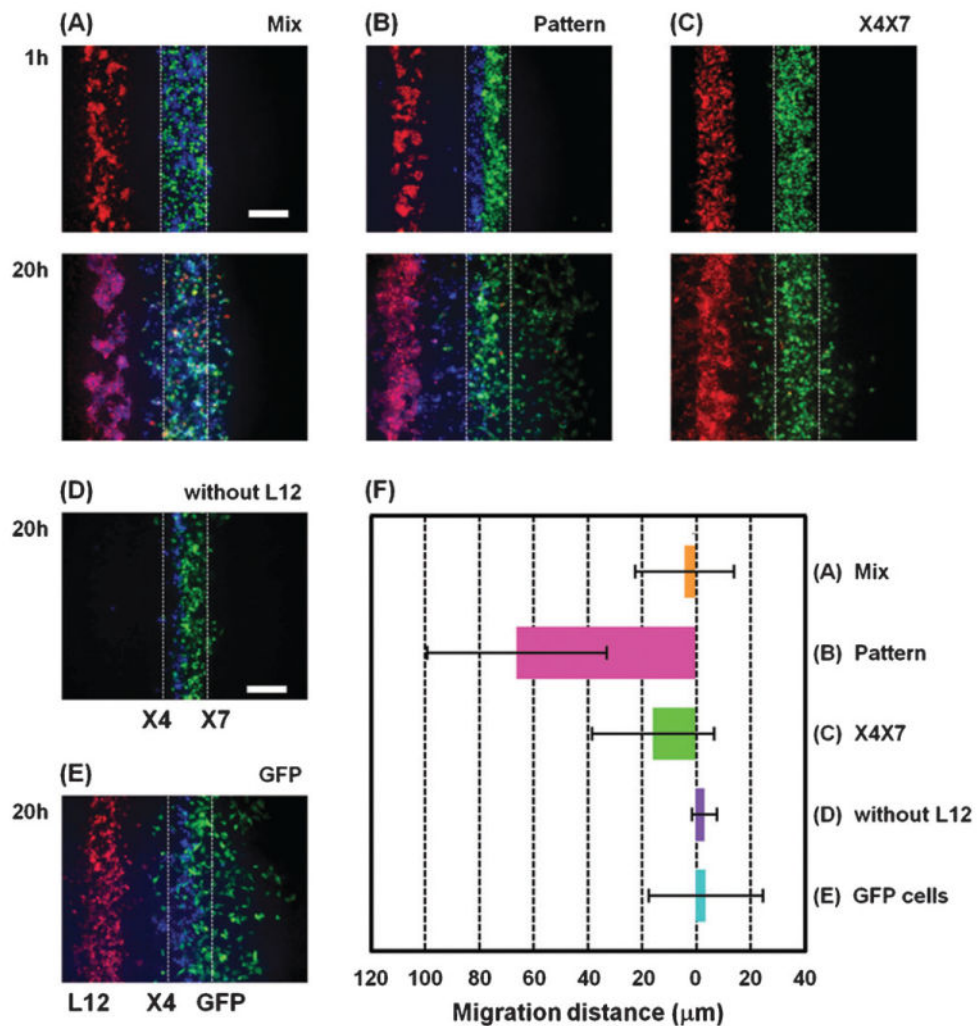 (A) Mix
(B) Pattern
(C) X4X7
1h
20h
(D) without L12
20h
X4 X7
(E) GFP
20h
L12 X4 GFP
(F)
(A) Mix
(B) Pattern
(C) X4X7
(D) without L12
(E) GFP cells
120 100 80 60 40 20 0 20 40
Migration distance (μm)